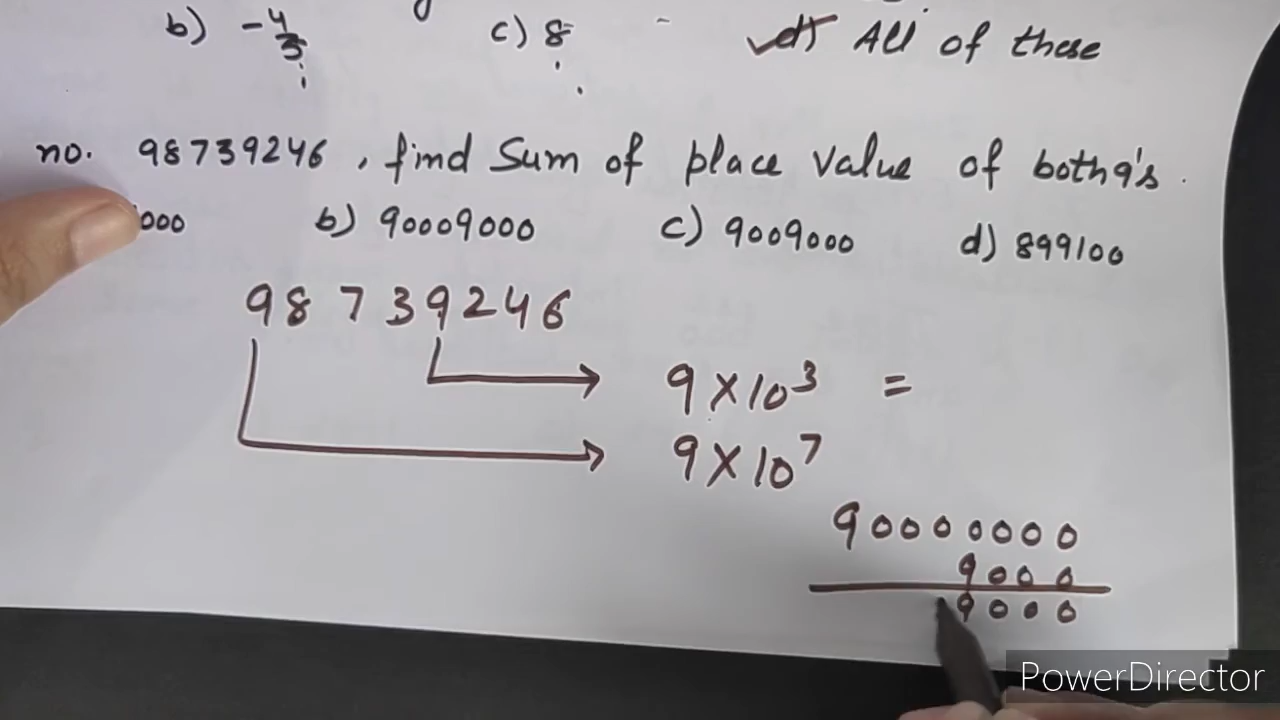 b) -4/3 c) 8 d) All of these
no. 98739246, find Sum of place value of both 9's.
000 b) 90009000 c) 9009000 d) 899100
98739246
9×10³ =
9×10⁷
90000000
9000
9000
PowerDirector